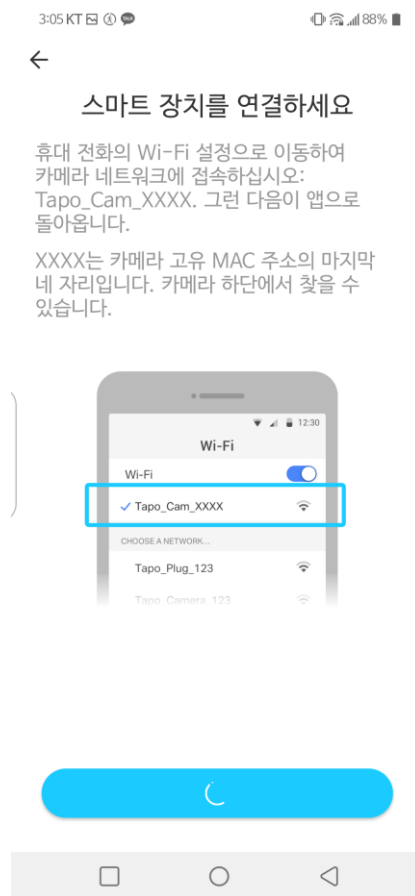 3:05 KT
88%
스마트 장치를 연결하세요
휴대 전화의 Wi-Fi 설정으로 이동하여
카메라 네트워크에 접속하십시오:
Tapo_Cam_XXXX. 그런 다음이 앱으로
돌아옵니다.
XXXX는 카메라 고유 MAC 주소의 마지막
네 자리입니다. 카메라 하단에서 찾을 수
있습니다.
12:30
Wi-Fi
Wi-Fi
Tapo_Cam_XXXX
CHOOSE A NETWORK...
Tapo_Plug_123
Tapo_Camera_123